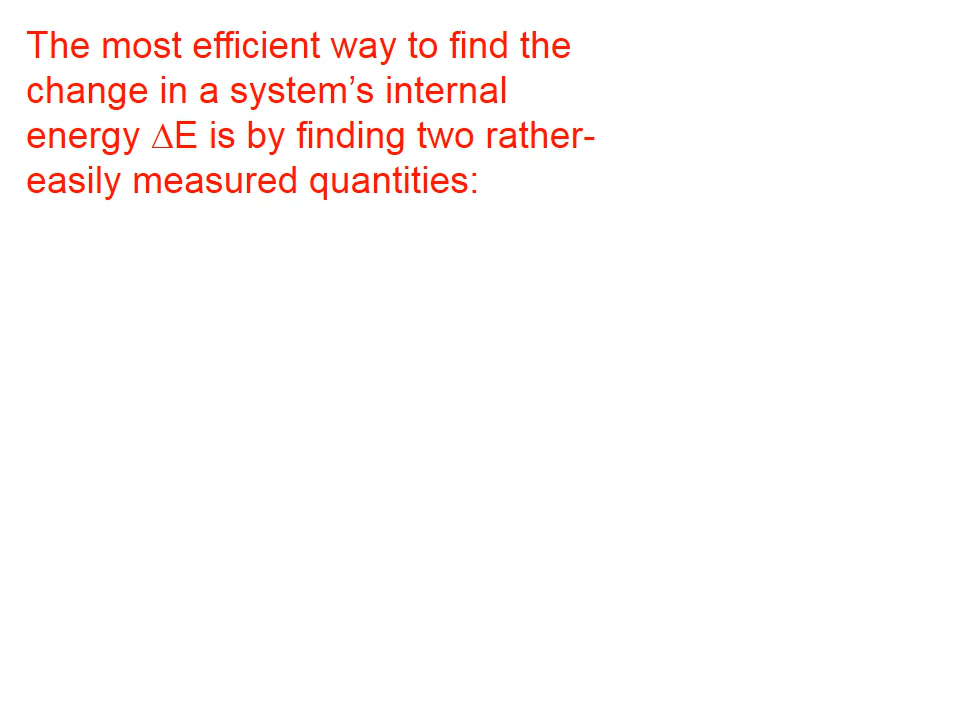 The most efficient way to find the
change in a system’s internal
energy ∆E is by finding two rather-
easily measured quantities: